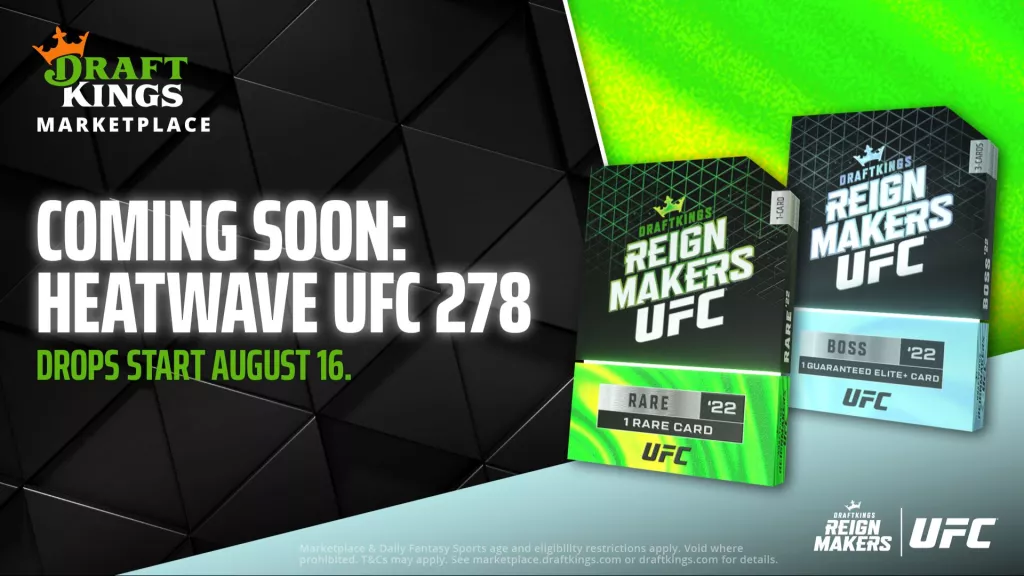 DRAFT
KINGS
MARKETPLACE
COMING SOON:
HEATWAVE UFC 278
DROPS START AUGUST 16.
DRAFTKINGS
REIGN
MAKERS
UFC
1-CARD
RARE '22
RARE '22
1 RARE CARD
UFC
DRAFTKINGS
REIGN
MAKERS
UFC
3-CARDS
BOSS '22
BOSS '22
1 GUARANTEED ELITE+ CARD
UFC
DRAFTKINGS
REIGN
MAKERS
UFC
Marketplace & Daily Fantasy Sports age and eligibility restrictions apply. Void where
prohibited. T&Cs may apply. See marketplace.draftkings.com or draftkings.com for details.